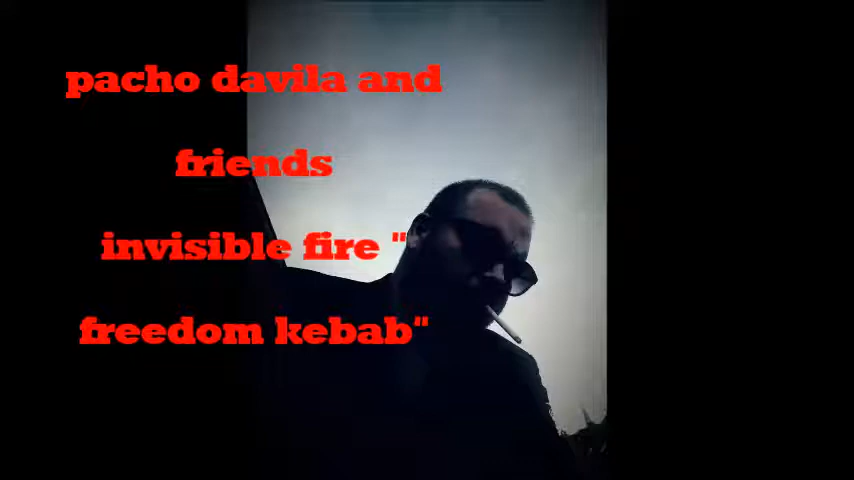 pacho davila and
friends
invisible fire "
freedom kebab"